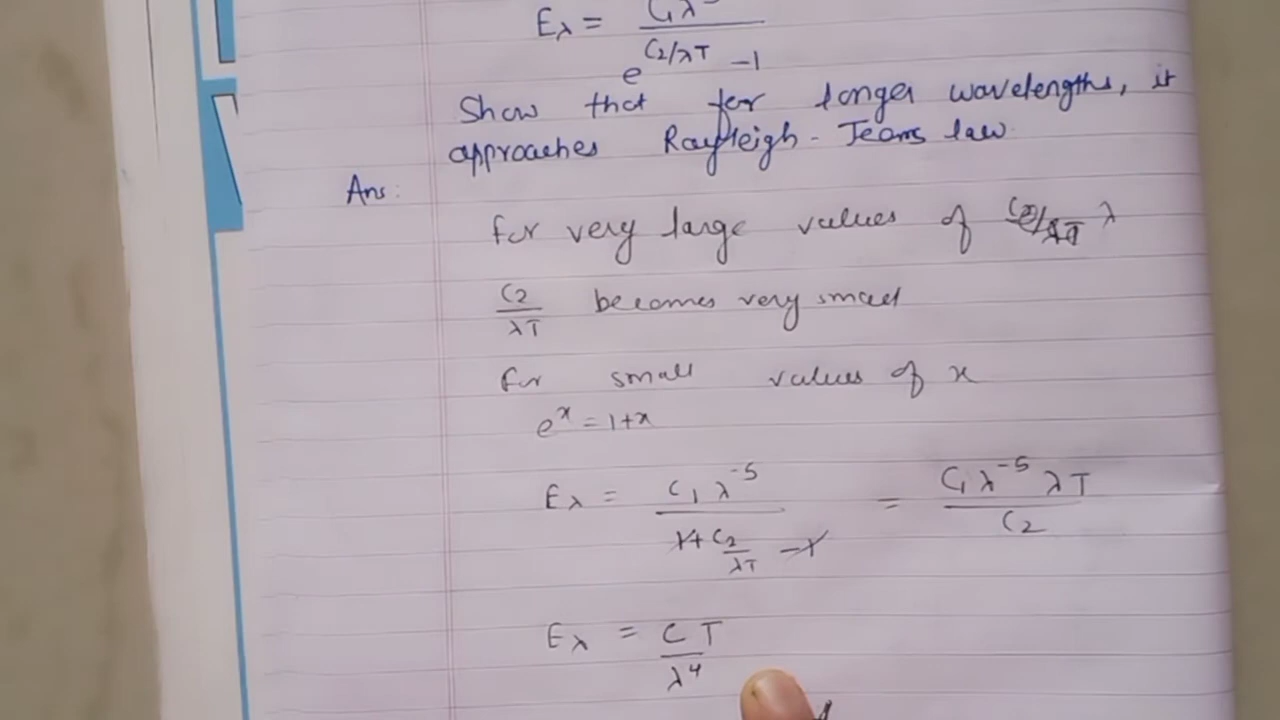 Eλ = C₁λ⁻
e^(C2/λT) - 1
Show that for longer wavelengths, it
approaches Rayleigh - Jeans law.
Ans:
for very large values of λ
C2/λT becomes very small
for small values of x
e^x = 1+x
Eλ = C₁λ⁻⁵ / (1 + C2/λT - 1) = C₁λ⁻⁵ λT / C2
Eλ = CT / λ⁴